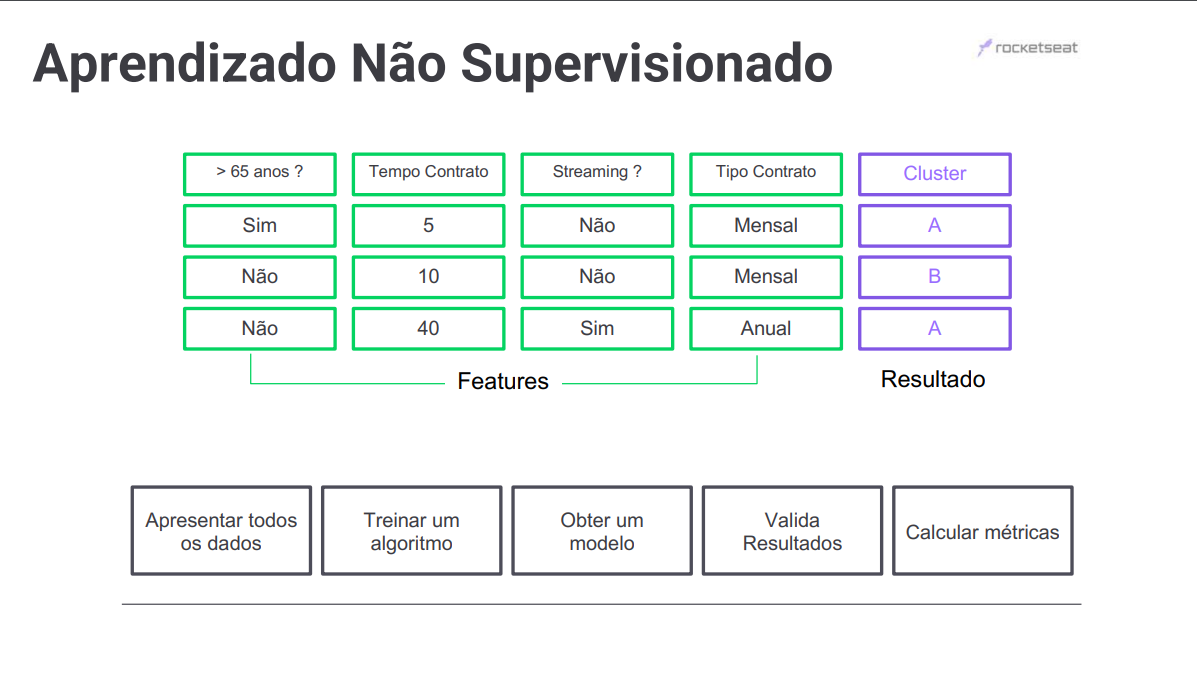 Aprendizado Não Supervisionado
rocketseat
> 65 anos ?
Tempo Contrato
Streaming ?
Tipo Contrato
Cluster
Sim
5
Não
Mensal
A
Não
10
Não
Mensal
B
Não
40
Sim
Anual
A
Features
Resultado
Apresentar todos
os dados
Treinar um
algoritmo
Obter um
modelo
Valida
Resultados
Calcular métricas